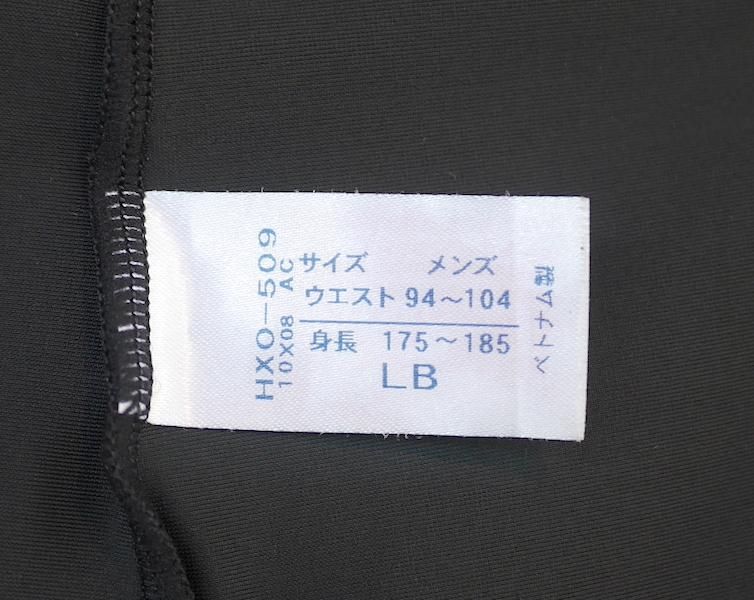 HXO-509
10X08 AC
サイズ メンズ
ウエスト 94～104
身長 175～185
LB
ベトナム製